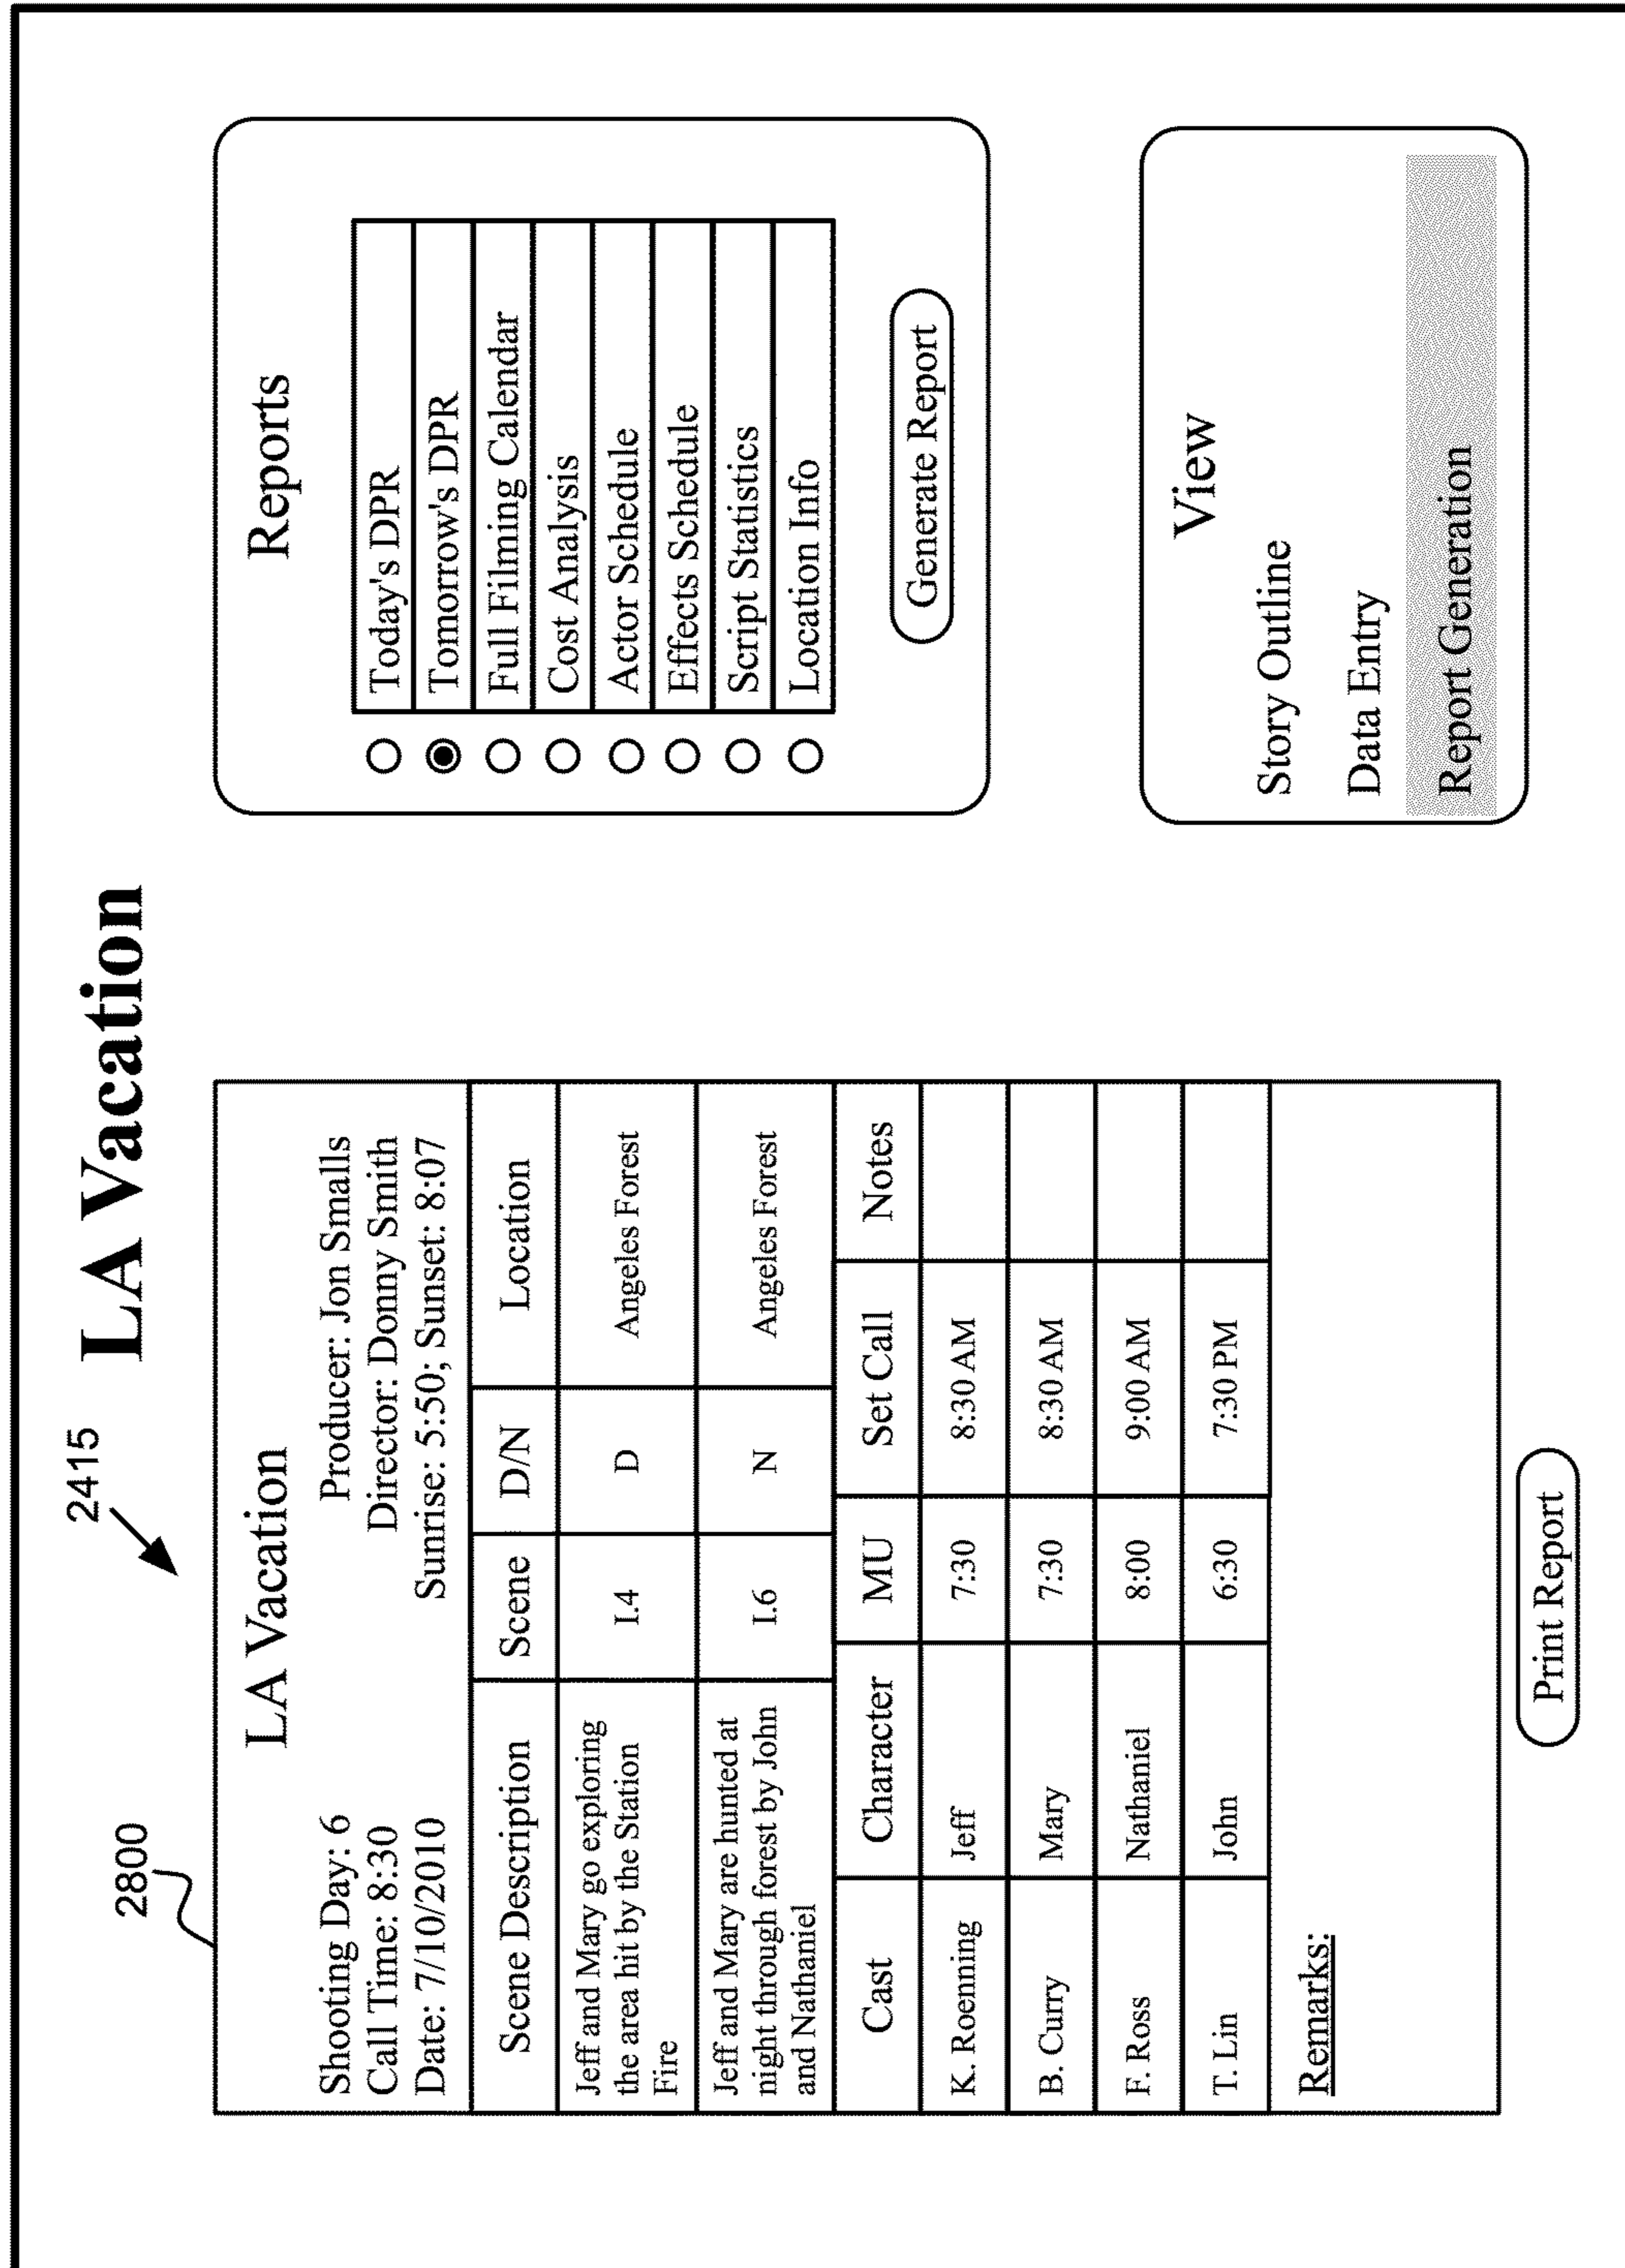 2415
LA Vacation
2800
LA Vacation
Shooting Day: 6
Producer: Jon Smalls
Call Time: 8:30
Director: Donny Smith
Date: 7/10/2010
Sunrise: 5:50; Sunset: 8:07
Scene Description Scene D/N Location
Jeff and Mary go exploring
the area hit by the Station
Fire
I.4 D Angeles Forest
Jeff and Mary are hunted at
night through forest by John
and Nathaniel
I.6 N Angeles Forest
Cast Character MU Set Call Notes
K. Roenning Jeff 7:30 8:30 AM
B. Curry Mary 7:30 8:30 AM
F. Ross Nathaniel 8:00 9:00 AM
T. Lin John 6:30 7:30 PM
Remarks:
Print Report
Reports
Today's DPR
Tomorrow's DPR
Full Filming Calendar
Cost Analysis
Actor Schedule
Effects Schedule
Script Statistics
Location Info
Generate Report
View
Story Outline
Data Entry
Report Generation